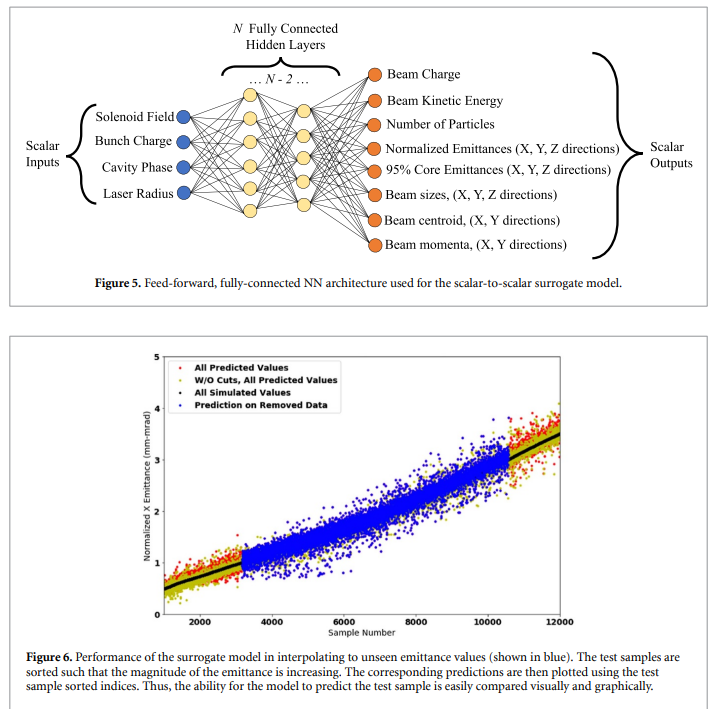 N Fully Connected
Hidden Layers
... N - 2 ...
Scalar
Inputs
Solenoid Field
Bunch Charge
Cavity Phase
Laser Radius
Beam Charge
Beam Kinetic Energy
Number of Particles
Normalized Emittances (X, Y, Z directions)
95% Core Emittances (X, Y, Z directions)
Beam sizes, (X, Y, Z directions)
Beam centroid, (X, Y directions)
Beam momenta, (X, Y directions)
Scalar
Outputs
Figure 5. Feed-forward, fully-connected NN architecture used for the scalar-to-scalar surrogate model.
All Predicted Values
W/O Cuts, All Predicted Values
All Simulated Values
Prediction on Removed Data
Normalized X Emittance (mm-mrad)
5
4
3
2
1
0
2000 4000 6000 8000 10000 12000
Sample Number
Figure 6. Performance of the surrogate model in interpolating to unseen emittance values (shown in blue). The test samples are
sorted such that the magnitude of the emittance is increasing. The corresponding predictions are then plotted using the test
sample sorted indices. Thus, the ability for the model to predict the test sample is easily compared visually and graphically.